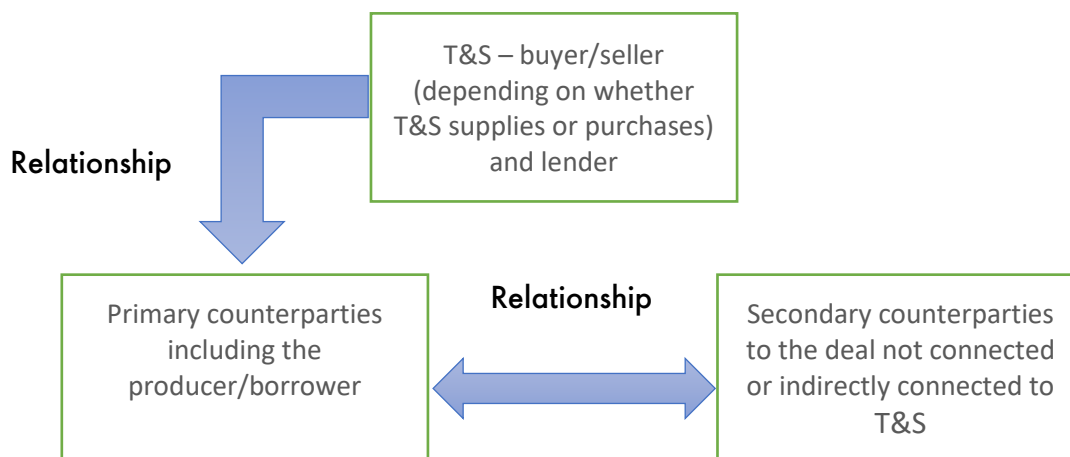 T&S – buyer/seller
(depending on whether
T&S supplies or purchases)
and lender
Relationship
Primary counterparties
including the
producer/borrower
Relationship
Secondary counterparties
to the deal not connected
or indirectly connected to
T&S